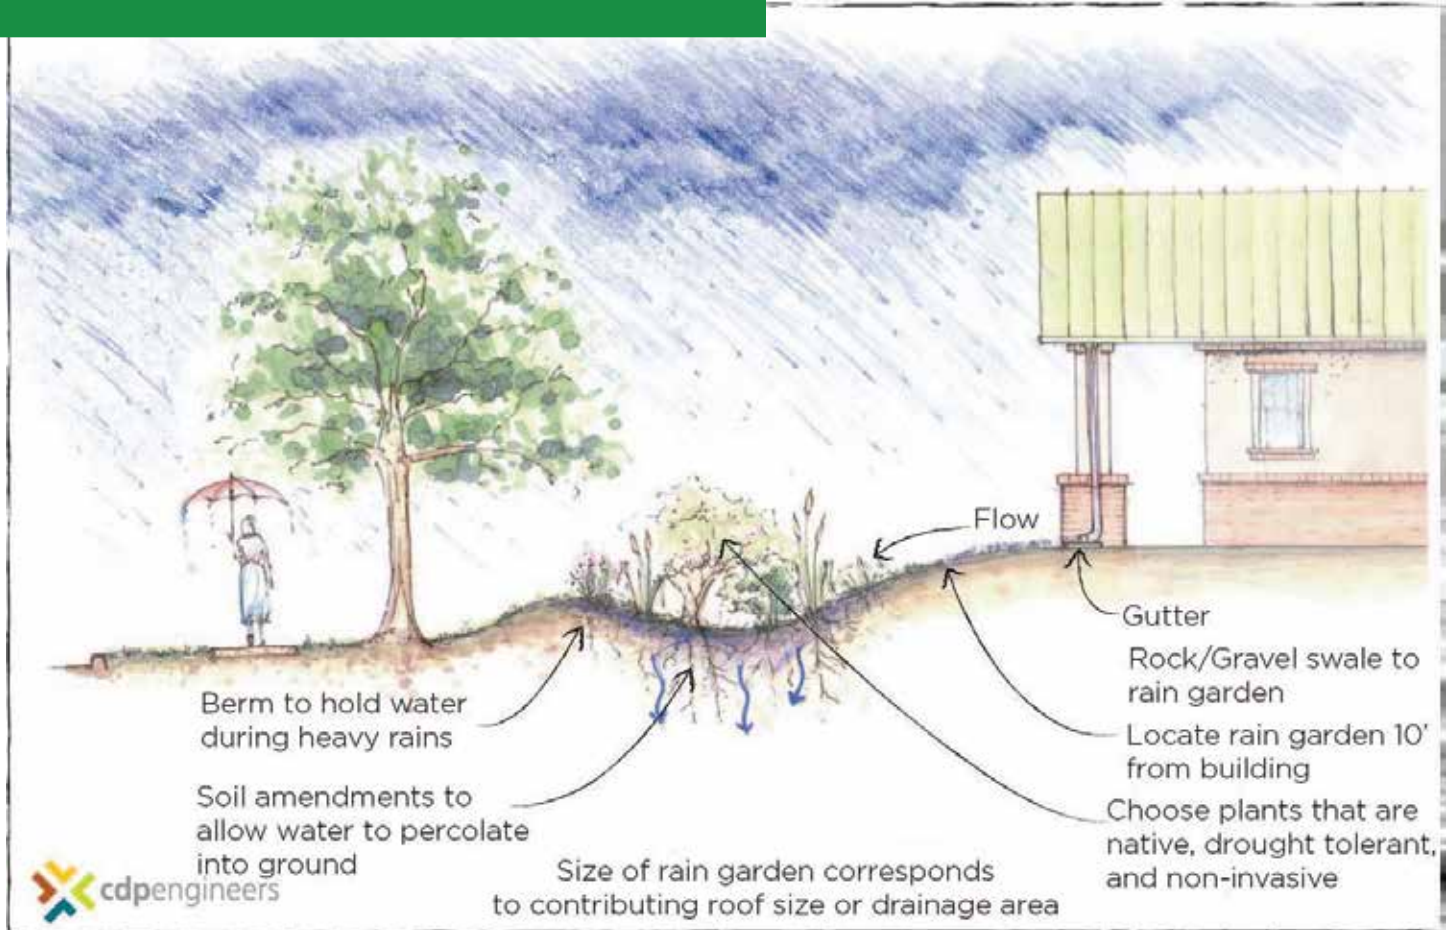 Flow
Gutter
Rock/Gravel swale to
rain garden
Locate rain garden 10'
from building
Choose plants that are
native, drought tolerant,
and non-invasive
Berm to hold water
during heavy rains
Soil amendments to
allow water to percolate
into ground
Size of rain garden corresponds
to contributing roof size or drainage area
cdpengineers